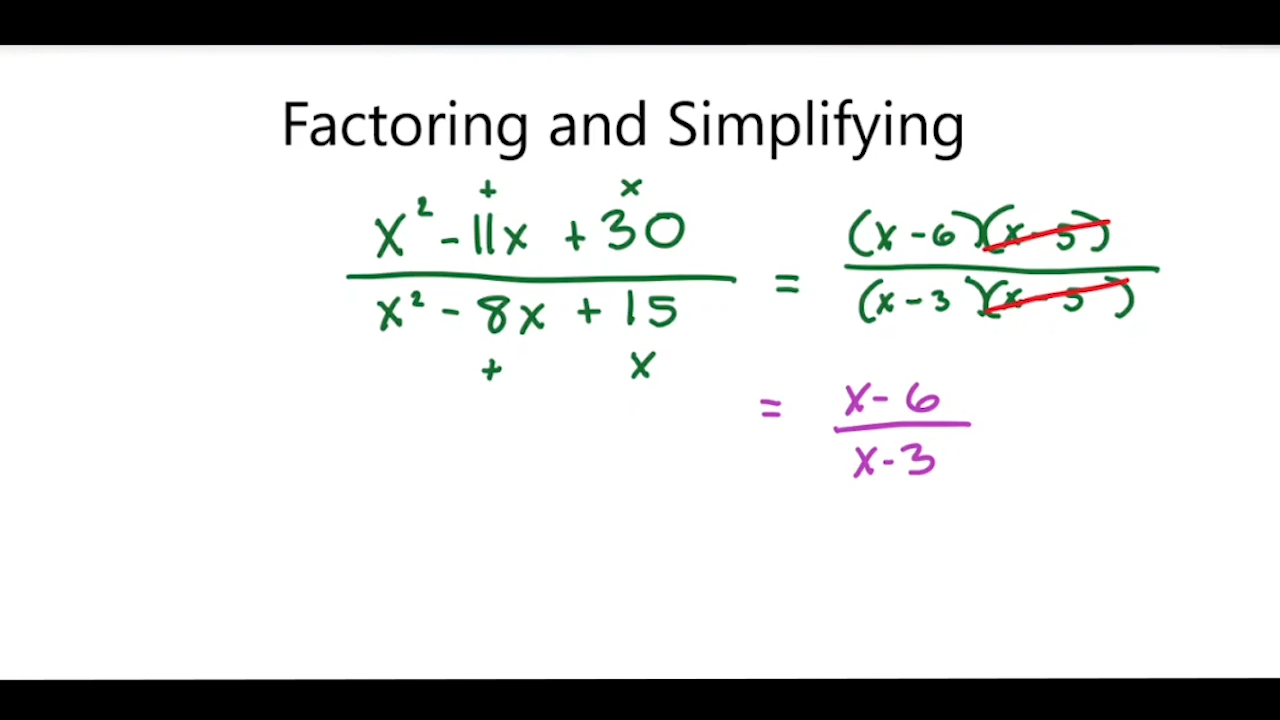 Factoring and Simplifying
+ x
x² - 11x + 30
x² - 8x + 15
+ x
= (x - 6)(x - 5)
(x - 3)(x - 5)
= x - 6
x - 3